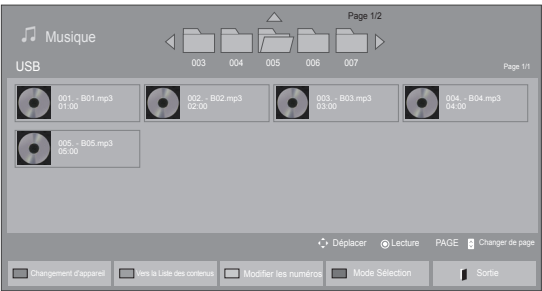 Page 1/2
Musique
003 004 005 006 007
USB
Page 1/1
001. - B01.mp3
01:00
002. - B02.mp3
02:00
003. - B03.mp3
03:00
004. - B04.mp3
04:00
005. - B05.mp3
05:00
Déplacer Lecture PAGE Changer de page
Changement d'appareil Vers la Liste des contenus Modifier les numéros Mode Sélection Sortie